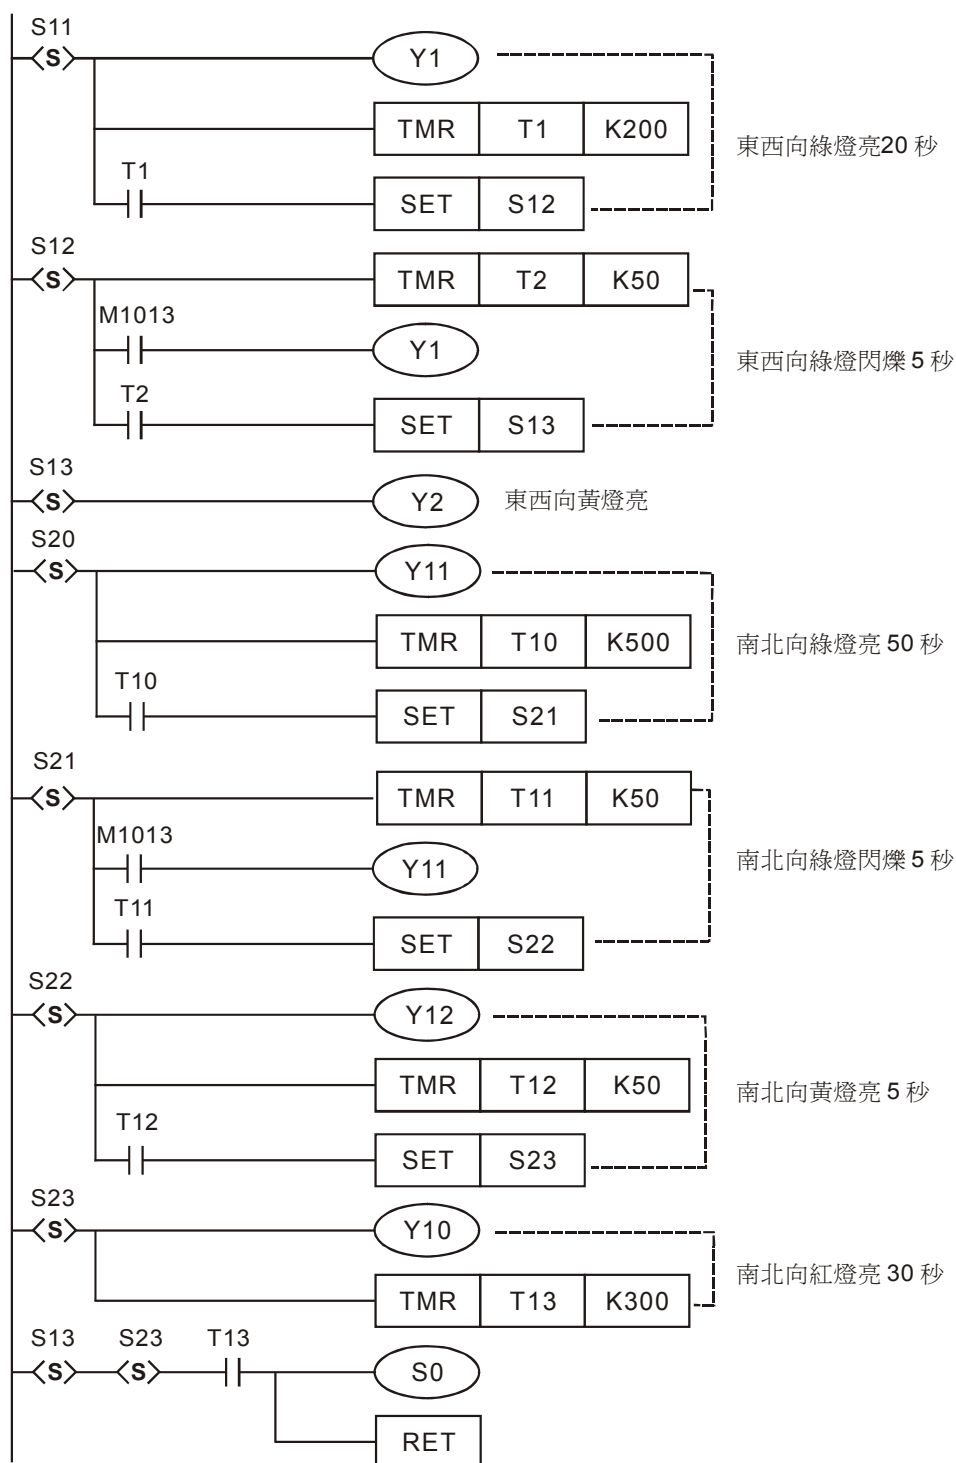 S11
S
Y1
TMR T1 K200
東西向綠燈亮20 秒
T1
SET S12
S12
S
TMR T2 K50
M1013
Y1
東西向綠燈閃爍 5 秒
T2
SET S13
S13
S
Y2
東西向黃燈亮
S20
S
Y11
TMR T10 K500
南北向綠燈亮 50 秒
T10
SET S21
S21
S
TMR T11 K50
M1013
Y11
南北向綠燈閃爍 5 秒
T11
SET S22
S22
S
Y12
TMR T12 K50
南北向黃燈亮 5 秒
T12
SET S23
S23
S
Y10
南北向紅燈亮 30 秒
TMR T13 K300
S13 S23 T13
S S
S0
RET